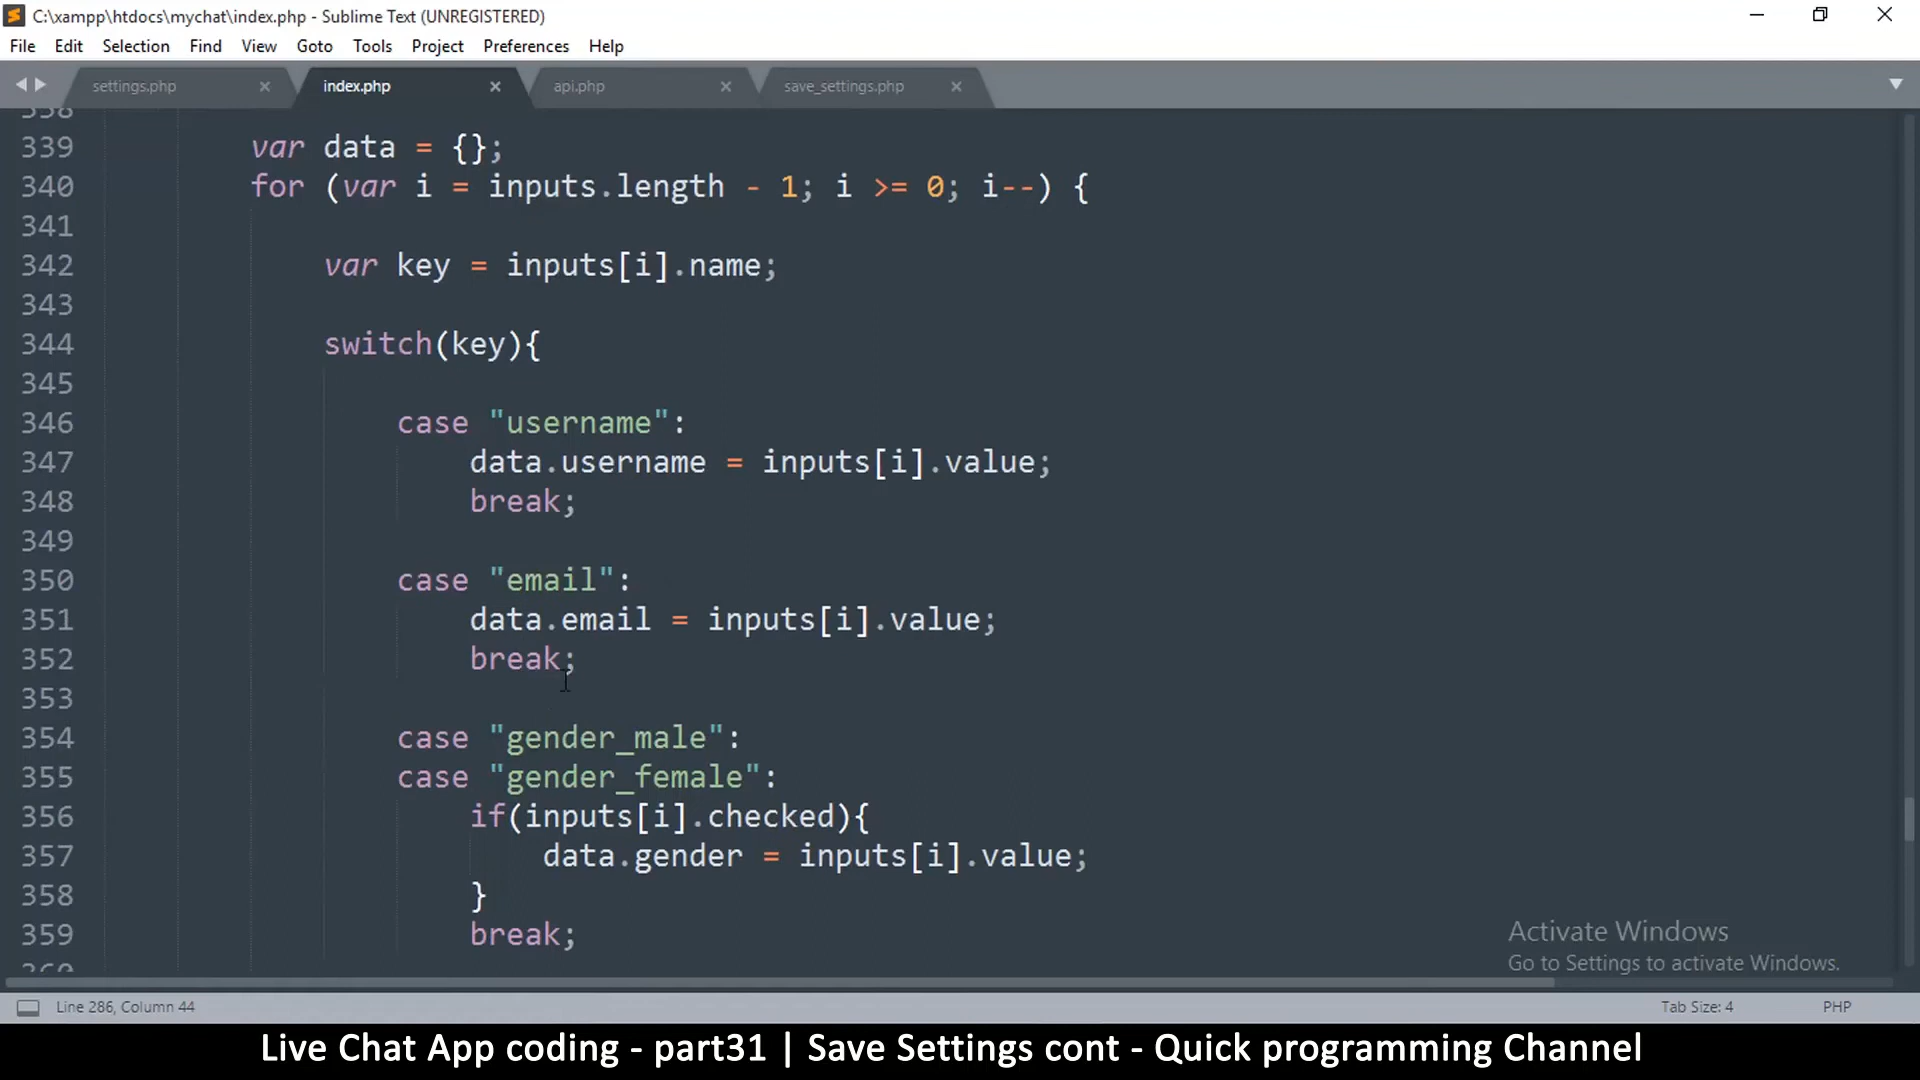 C:\xampp\htdocs\mychat\index.php - Sublime Text (UNREGISTERED)
File Edit Selection Find View Goto Tools Project Preferences Help
settings.php index.php api.php save_settings.php
338
339 var data = {};
340 for (var i = inputs.length - 1; i >= 0; i--) {
341
342 var key = inputs[i].name;
343
344 switch(key){
345
346 case "username":
347 data.username = inputs[i].value;
348 break;
349
350 case "email":
351 data.email = inputs[i].value;
352 break;
353
354 case "gender_male":
355 case "gender_female":
356 if(inputs[i].checked){
357 data.gender = inputs[i].value;
358 }
359 break;
360
Activate Windows
Go to Settings to activate Windows.
Line 286, Column 44 Tab Size: 4 PHP
Live Chat App coding - part31 | Save Settings cont - Quick programming Channel